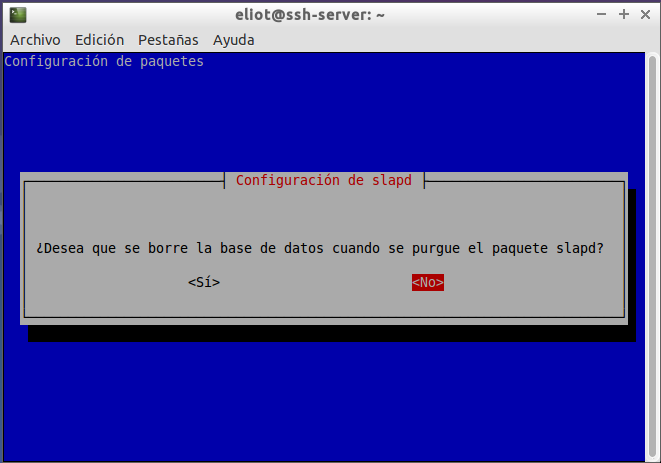 eliot@ssh-server: ~
Archivo Edición Pestañas Ayuda
Configuración de paquetes
Configuración de slapd
¿Desea que se borre la base de datos cuando se purgue el paquete slapd?
<Sí> <No>